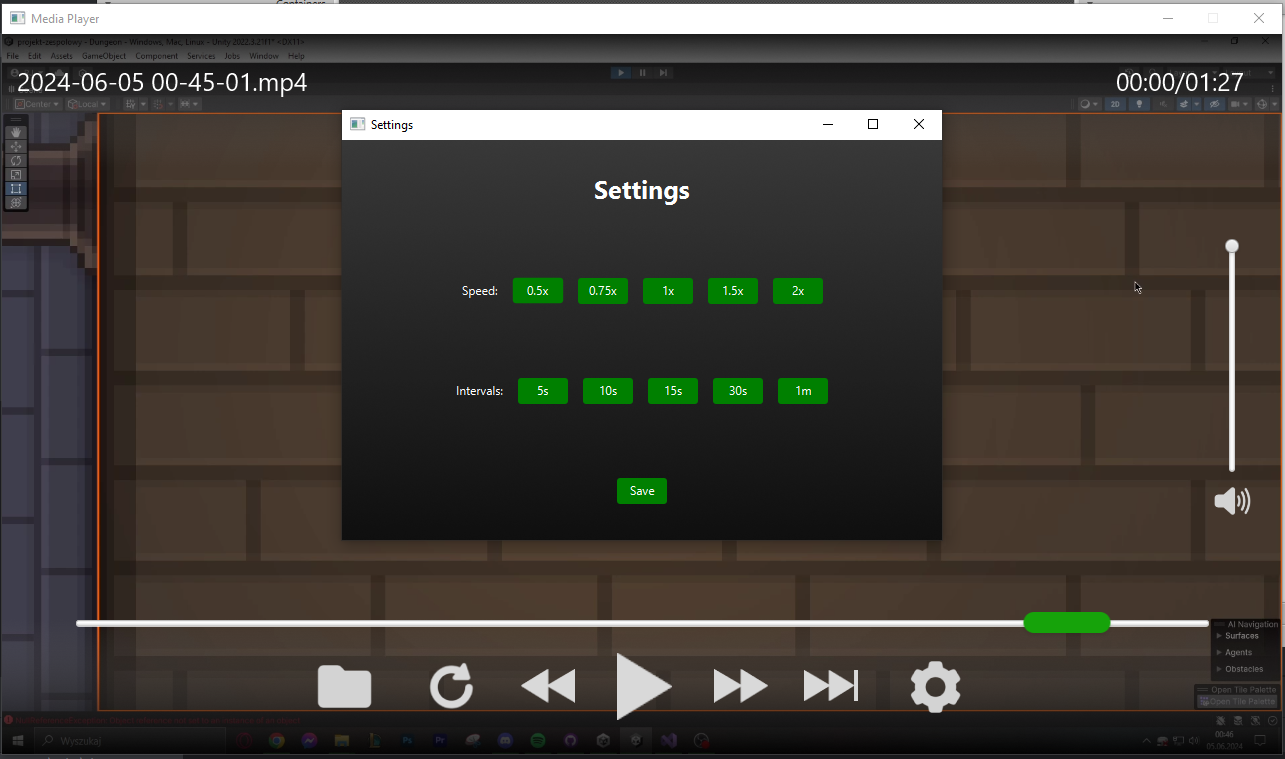 Containers
Media Player
projekt-zespolowy - Dungeon - Windows, Mac, Linux - Unity 2022.3.21f1* <DX11>
File Edit Assets GameObject Component Services Jobs Window Help
2024-06-05 00-45-01.mp4
00:00/01:27
Center
Local
2D
Settings
Settings
Speed: 0.5x 0.75x 1x 1.5x 2x
Intervals: 5s 10s 15s 30s 1m
Save
AI Navigation
Surfaces
Agents
Obstacles
Open Tile Palette
Open Tile Palette
Wyszukaj
00:46
05.06.2024